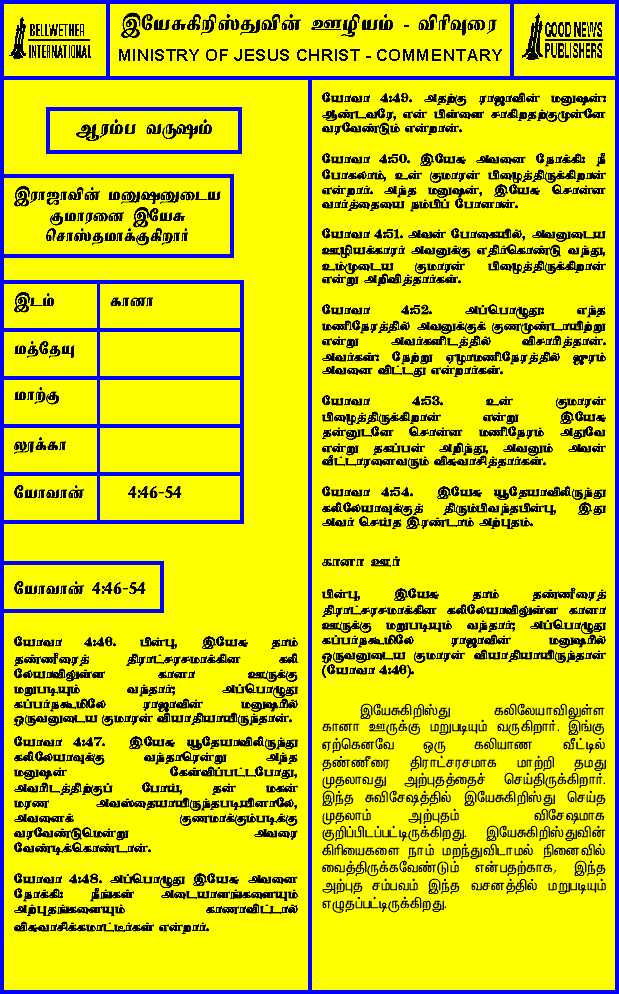 BELLWETHER
INTERNATIONAL
இயேசுகிறிஸ்துவின் ஊழியம் - விரிவுரை
MINISTRY OF JESUS CHRIST - COMMENTARY
GOOD NEWS
PUBLISHERS
ஆரம்ப வருஷம்
இராஜாவின் மனுஷனுடைய
குமாரனை இயேசு
சொஸ்தமாக்குகிறார்
இடம் கானா
மத்தேயு
மாற்கு
லூக்கா
யோவான் 4:46-54
யோவான் 4:46-54
யோவா 4:46. பின்பு, இயேசு தாம்
தண்ணீரைத் திராட்சரசமாக்கின கலி
லேயாவிலுள்ள கானா ஊருக்கு
மறுபடியும் வந்தார்; அப்பொழுது
கப்பர்நகூமிலே ராஜாவின் மனுஷரில்
ஒருவனுடைய குமாரன் வியாதியாயிருந்தான்.
யோவா 4:47. இயேசு யூதேயாவிலிருந்து
கலிலேயாவுக்கு வந்தாரென்று அந்த
மனுஷன் கேள்விப்பட்டபோது,
அவரிடத்திற்குப் போய், தன் மகன்
மரண அவஸ்தையாயிருந்தபடியினாலே,
அவனைக் குணமாக்கும்படிக்கு
வரவேண்டுமென்று அவரை
வேண்டிக்கொண்டான்.
யோவா 4:48. அப்பொழுது இயேசு அவனை
நோக்கி: நீங்கள் அடையாளங்களையும்
அற்புதங்களையும் காணாவிட்டால்
விசுவாசிக்கமாட்டீர்கள் என்றார்.
யோவா 4:49. அதற்கு ராஜாவின் மனுஷன்:
ஆண்டவரே, என் பிள்ளை சாகிறதற்குமுன்னே
வரவேண்டும் என்றான்.
யோவா 4:50. இயேசு அவனை நோக்கி: நீ
போகலாம், உன் குமாரன் பிழைத்திருக்கிறான்
என்றார். அந்த மனுஷன், இயேசு சொன்ன
வார்த்தையை நம்பிப் போனான்.
யோவா 4:51. அவன் போகையில், அவனுடைய
ஊழியக்காரர் அவனுக்கு எதிர்கொண்டு வந்து,
உம்முடைய குமாரன் பிழைத்திருக்கிறான்
என்று அறிவித்தார்கள்.
யோவா 4:52. அப்பொழுது: எந்த
மணிநேரத்தில் அவனுக்குக் குணமுண்டாயிற்று
என்று அவர்களிடத்தில் விசாரித்தான்.
அவர்கள்: நேற்று ஏழாமணிநேரத்தில் ஜுரம்
அவனை விட்டது என்றார்கள்.
யோவா 4:53. உன் குமாரன்
பிழைத்திருக்கிறான் என்று இயேசு
தன்னுடனே சொன்ன மணிநேரம் அதுவே
என்று தகப்பன் அறிந்து, அவனும் அவன்
வீட்டாரனைவரும் விசுவாசித்தார்கள்.
யோவா 4:54. இயேசு யூதேயாவிலிருந்து
கலிலேயாவுக்குத் திரும்பிவந்தபின்பு, இது
அவர் செய்த இரண்டாம் அற்புதம்.
கானா ஊர்
பின்பு, இயேசு தாம் தண்ணீரைத்
திராட்சரசமாக்கின கலிலேயாவிலுள்ள கானா
ஊருக்கு மறுபடியும் வந்தார்; அப்பொழுது
கப்பர்நகூமிலே ராஜாவின் மனுஷரில்
ஒருவனுடைய குமாரன் வியாதியாயிருந்தான்
(யோவா 4:46).
இயேசுகிறிஸ்து கலிலேயாவிலுள்ள
கானா ஊருக்கு மறுபடியும் வருகிறார். இங்கு
ஏற்கெனவே ஒரு கலியாண வீட்டில்
தண்ணீரை திராட்சரசமாக மாற்றி தமது
முதலாவது அற்புதத்தைச் செய்திருக்கிறார்.
இந்த சுவிசேஷத்தில் இயேசுகிறிஸ்து செய்த
முதலாம் அற்புதம் விசேஷமாக
குறிப்பிடப்பட்டிருக்கிறது. இயேசுகிறிஸ்துவின்
கிரியைகளை நாம் மறந்துவிடாமல் நினைவில்
வைத்திருக்கவேண்டும் என்பதற்காக, இந்த
அற்புத சம்பவம் இந்த வசனத்தில் மறுபடியும்
எழுதப்பட்டிருக்கிறது.